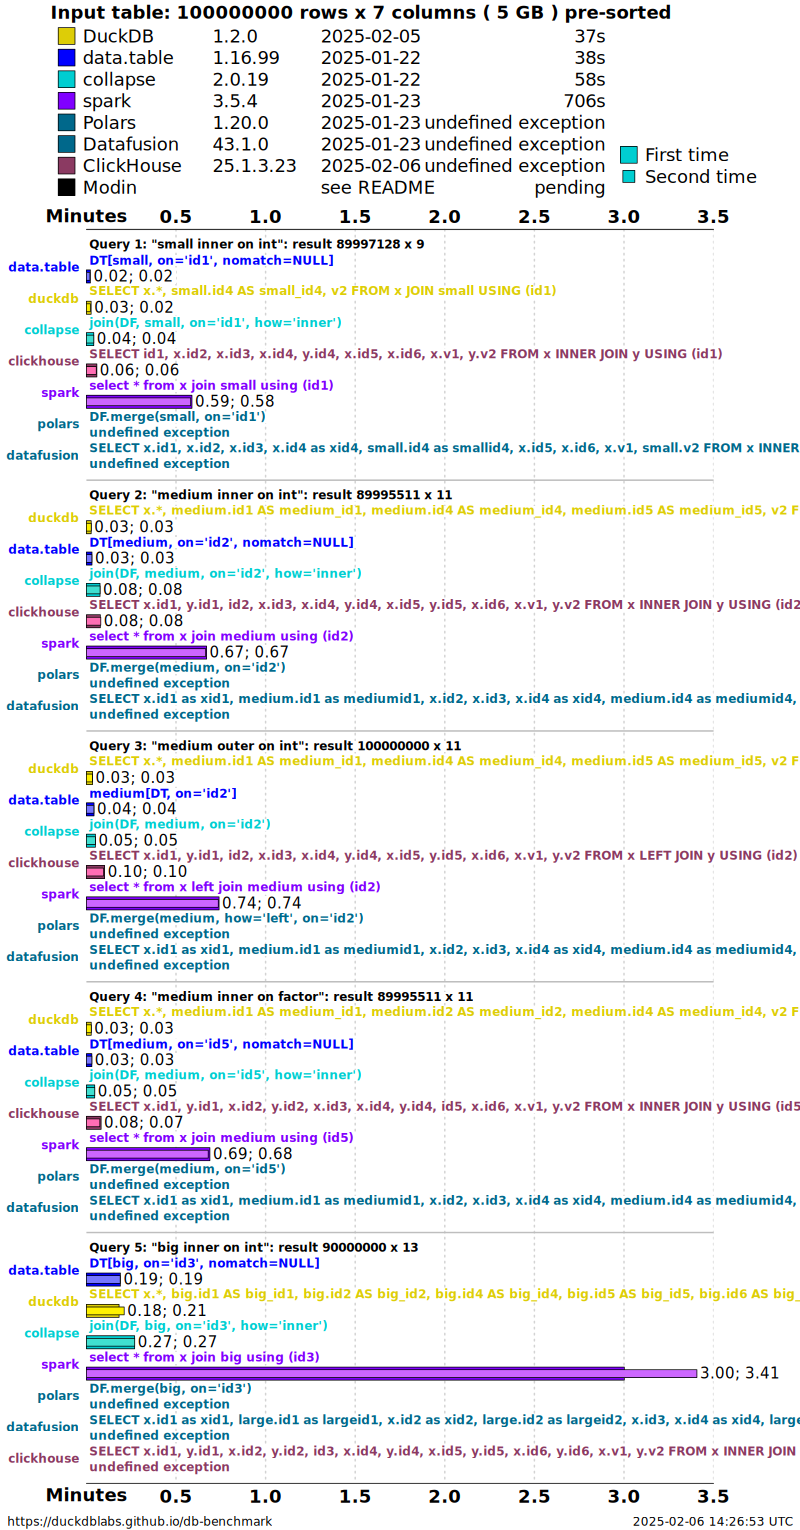 Input table: 100000000 rows x 7 columns ( 5 GB ) pre-sorted
DuckDB 1.2.0 2025-02-05 37s
data.table 1.16.99 2025-01-22 38s
collapse 2.0.19 2025-01-22 58s
spark 3.5.4 2025-01-23 706s
Polars 1.20.0 2025-01-23 undefined exception
Datafusion 43.1.0 2025-01-23 undefined exception
ClickHouse 25.1.3.23 2025-02-06 undefined exception
Modin see README pending
First time
Second time
Minutes 0.5 1.0 1.5 2.0 2.5 3.0 3.5
Query 1: "small inner on int": result 89997128 x 9
data.table DT[small, on='id1', nomatch=NULL]
0.02; 0.02
duckdb SELECT x.*, small.id4 AS small_id4, v2 FROM x JOIN small USING (id1)
0.03; 0.02
collapse join(DF, small, on='id1', how='inner')
0.04; 0.04
clickhouse SELECT id1, x.id2, x.id3, x.id4, y.id4, x.id5, x.id6, x.v1, y.v2 FROM x INNER JOIN y USING (id1)
0.06; 0.06
spark select * from x join small using (id1)
0.59; 0.58
polars DF.merge(small, on='id1')
undefined exception
datafusion SELECT x.id1, x.id2, x.id3, x.id4 as xid4, small.id4 as smallid4, x.id5, x.id6, x.v1, small.v2 FROM x INNER
undefined exception
Query 2: "medium inner on int": result 89995511 x 11
duckdb SELECT x.*, medium.id1 AS medium_id1, medium.id4 AS medium_id4, medium.id5 AS medium_id5, v2 F
0.03; 0.03
data.table DT[medium, on='id2', nomatch=NULL]
0.03; 0.03
collapse join(DF, medium, on='id2', how='inner')
0.08; 0.08
clickhouse SELECT x.id1, y.id1, id2, x.id3, x.id4, y.id4, x.id5, y.id5, x.id6, x.v1, y.v2 FROM x INNER JOIN y USING (id2
0.08; 0.08
spark select * from x join medium using (id2)
0.67; 0.67
polars DF.merge(medium, on='id2')
undefined exception
datafusion SELECT x.id1 as xid1, medium.id1 as mediumid1, x.id2, x.id3, x.id4 as xid4, medium.id4 as mediumid4,
undefined exception
Query 3: "medium outer on int": result 100000000 x 11
duckdb SELECT x.*, medium.id1 AS medium_id1, medium.id4 AS medium_id4, medium.id5 AS medium_id5, v2 F
0.03; 0.03
data.table medium[DT, on='id2']
0.04; 0.04
collapse join(DF, medium, on='id2')
0.05; 0.05
clickhouse SELECT x.id1, y.id1, id2, x.id3, x.id4, y.id4, x.id5, y.id5, x.id6, x.v1, y.v2 FROM x LEFT JOIN y USING (id2)
0.10; 0.10
spark select * from x left join medium using (id2)
0.74; 0.74
polars DF.merge(medium, how='left', on='id2')
undefined exception
datafusion SELECT x.id1 as xid1, medium.id1 as mediumid1, x.id2, x.id3, x.id4 as xid4, medium.id4 as mediumid4,
undefined exception
Query 4: "medium inner on factor": result 89995511 x 11
duckdb SELECT x.*, medium.id1 AS medium_id1, medium.id2 AS medium_id2, medium.id4 AS medium_id4, v2 F
0.03; 0.03
data.table DT[medium, on='id5', nomatch=NULL]
0.03; 0.03
collapse join(DF, medium, on='id5', how='inner')
0.05; 0.05
clickhouse SELECT x.id1, y.id1, x.id2, y.id2, x.id3, x.id4, y.id4, id5, x.id6, x.v1, y.v2 FROM x INNER JOIN y USING (id5
0.08; 0.07
spark select * from x join medium using (id5)
0.69; 0.68
polars DF.merge(medium, on='id5')
undefined exception
datafusion SELECT x.id1 as xid1, medium.id1 as mediumid1, x.id2, x.id3, x.id4 as xid4, medium.id4 as mediumid4,
undefined exception
Query 5: "big inner on int": result 90000000 x 13
data.table DT[big, on='id3', nomatch=NULL]
0.19; 0.19
duckdb SELECT x.*, big.id1 AS big_id1, big.id2 AS big_id2, big.id4 AS big_id4, big.id5 AS big_id5, big.id6 AS big_
0.18; 0.21
collapse join(DF, big, on='id3', how='inner')
0.27; 0.27
spark select * from x join big using (id3)
3.00; 3.41
polars DF.merge(big, on='id3')
undefined exception
datafusion SELECT x.id1 as xid1, large.id1 as largeid1, x.id2 as xid2, large.id2 as largeid2, x.id3, x.id4 as xid4, large
undefined exception
clickhouse SELECT x.id1, y.id1, x.id2, y.id2, id3, x.id4, y.id4, x.id5, y.id5, x.id6, y.id6, x.v1, y.v2 FROM x INNER JOIN
undefined exception
Minutes 0.5 1.0 1.5 2.0 2.5 3.0 3.5
https://duckdblabs.github.io/db-benchmark 2025-02-06 14:26:53 UTC